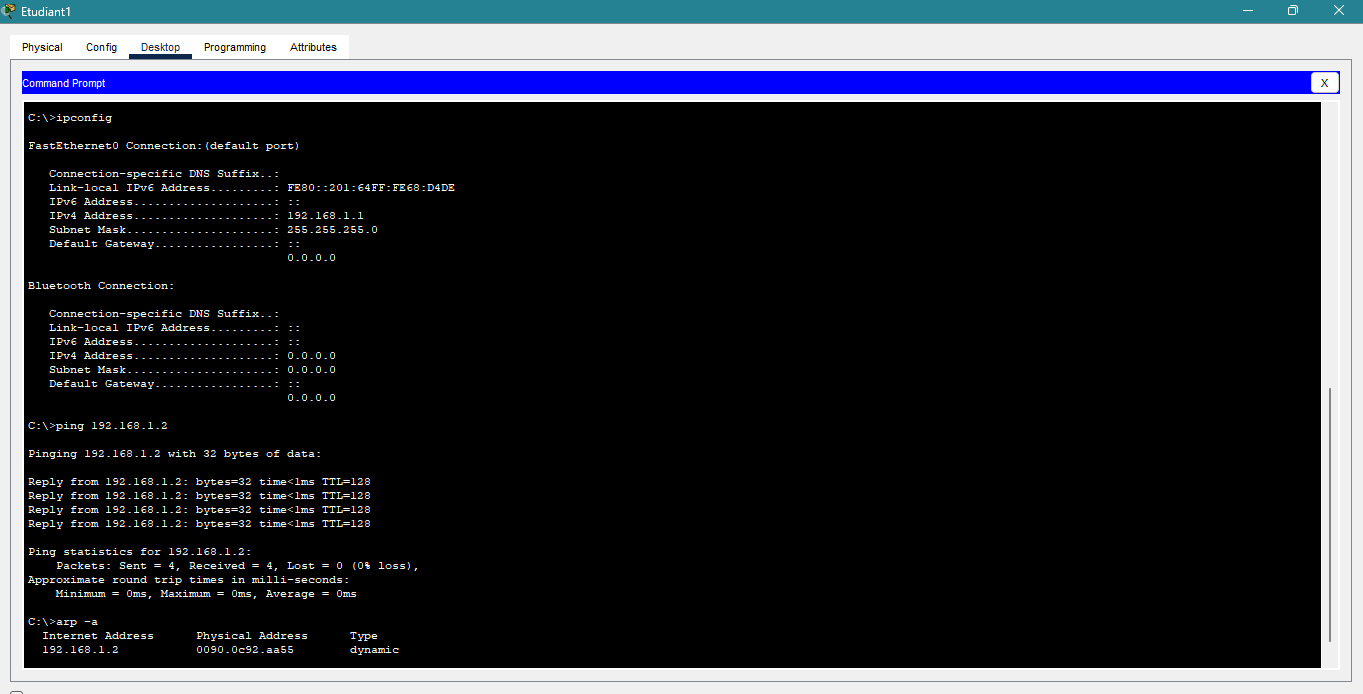 Etudiant1
Physical Config Desktop Programming Attributes
Command Prompt X
C:\>ipconfig
FastEthernet0 Connection:(default port)
Connection-specific DNS Suffix..:
Link-local IPv6 Address.........: FE80::201:64FF:FE68:D4DE
IPv6 Address....................: ::
IPv4 Address....................: 192.168.1.1
Subnet Mask.....................: 255.255.255.0
Default Gateway.................: ::
0.0.0.0
Bluetooth Connection:
Connection-specific DNS Suffix..:
Link-local IPv6 Address.........: ::
IPv6 Address....................: ::
IPv4 Address....................: 0.0.0.0
Subnet Mask.....................: 0.0.0.0
Default Gateway.................: ::
0.0.0.0
C:\>ping 192.168.1.2
Pinging 192.168.1.2 with 32 bytes of data:
Reply from 192.168.1.2: bytes=32 time<1ms TTL=128
Reply from 192.168.1.2: bytes=32 time<1ms TTL=128
Reply from 192.168.1.2: bytes=32 time<1ms TTL=128
Reply from 192.168.1.2: bytes=32 time<1ms TTL=128
Ping statistics for 192.168.1.2:
Packets: Sent = 4, Received = 4, Lost = 0 (0% loss),
Approximate round trip times in milli-seconds:
Minimum = 0ms, Maximum = 0ms, Average = 0ms
C:\>arp -a
Internet Address Physical Address Type
192.168.1.2 0090.0c92.aa55 dynamic